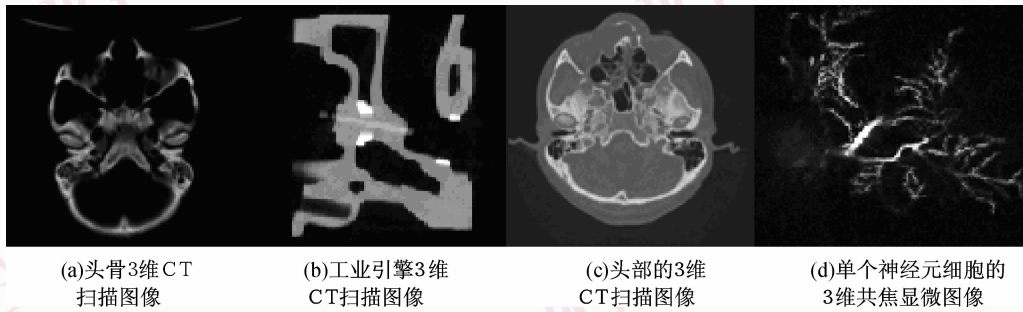 (a)头骨3维CT
扫描图像
(b)工业引擎3维
CT扫描图像
(c)头部的3维
CT扫描图像
(d)单个神经元细胞的
3维共焦显微图像